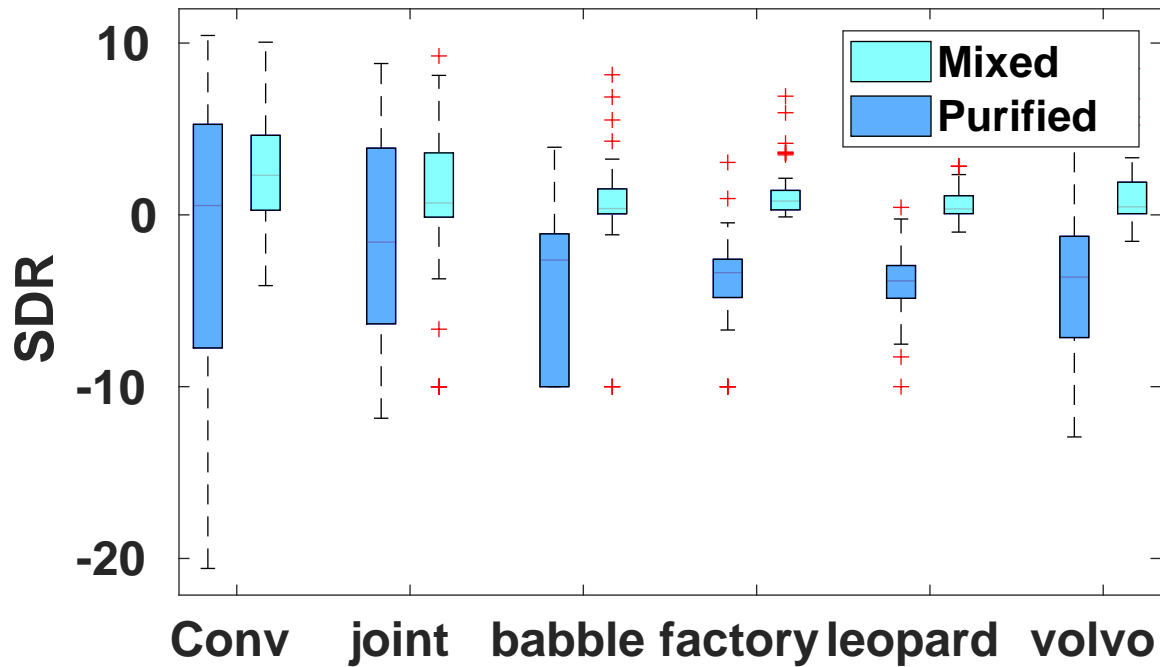 10
0
-10
-20
SDR
Mixed
Purified
Conv joint babble factory leopard volvo